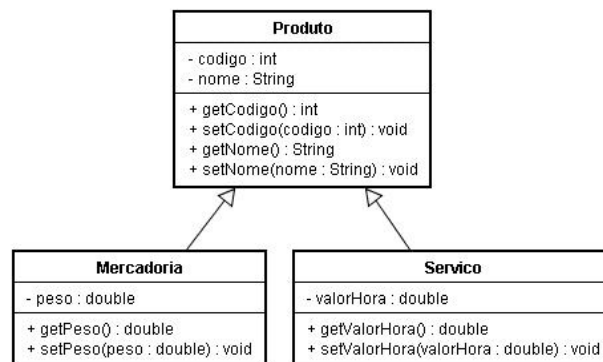 Produto
- codigo : int
- nome : String
+ getCodigo() : int
+ setCodigo(codigo : int) : void
+ getNome() : String
+ setNome(nome : String) : void
Mercadoria
- peso : double
+ getPeso() : double
+ setPeso(peso : double) : void
Servico
- valorHora : double
+ getValorHora() : double
+ setValorHora(valorHora : double) : void